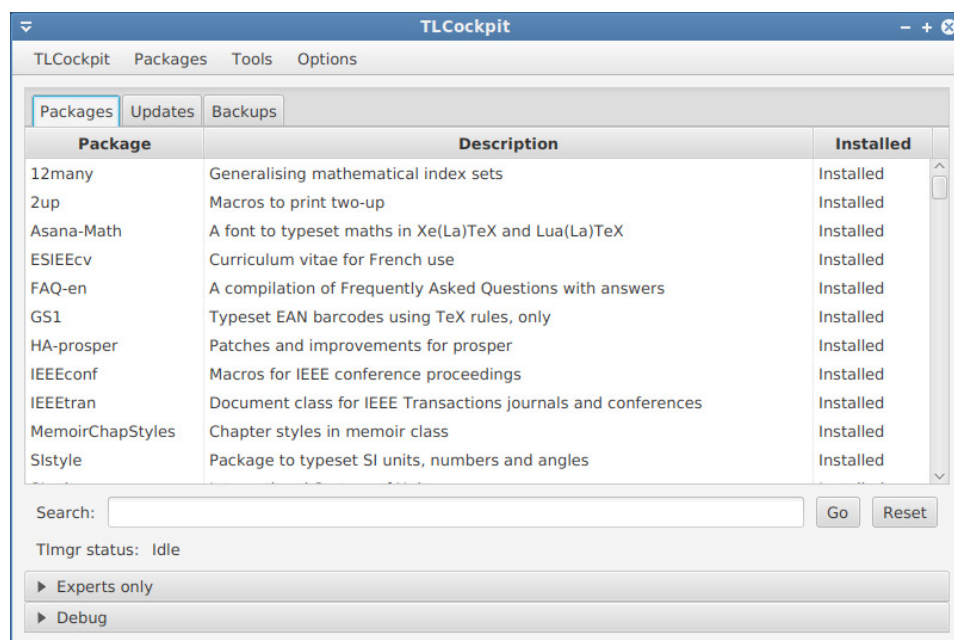 TLCockpit
TLCockpit Packages Tools Options
Packages Updates Backups
Package Description Installed
12many Generalising mathematical index sets Installed
2up Macros to print two-up Installed
Asana-Math A font to typeset maths in Xe(La)TeX and Lua(La)TeX Installed
ESIEEcv Curriculum vitae for French use Installed
FAQ-en A compilation of Frequently Asked Questions with answers Installed
GS1 Typeset EAN barcodes using TeX rules, only Installed
HA-prosper Patches and improvements for prosper Installed
IEEEconf Macros for IEEE conference proceedings Installed
IEEEtran Document class for IEEE Transactions journals and conferences Installed
MemoirChapStyles Chapter styles in memoir class Installed
SIstyle Package to typeset SI units, numbers and angles Installed
Search: Go Reset
Tlmgr status: Idle
Experts only
Debug